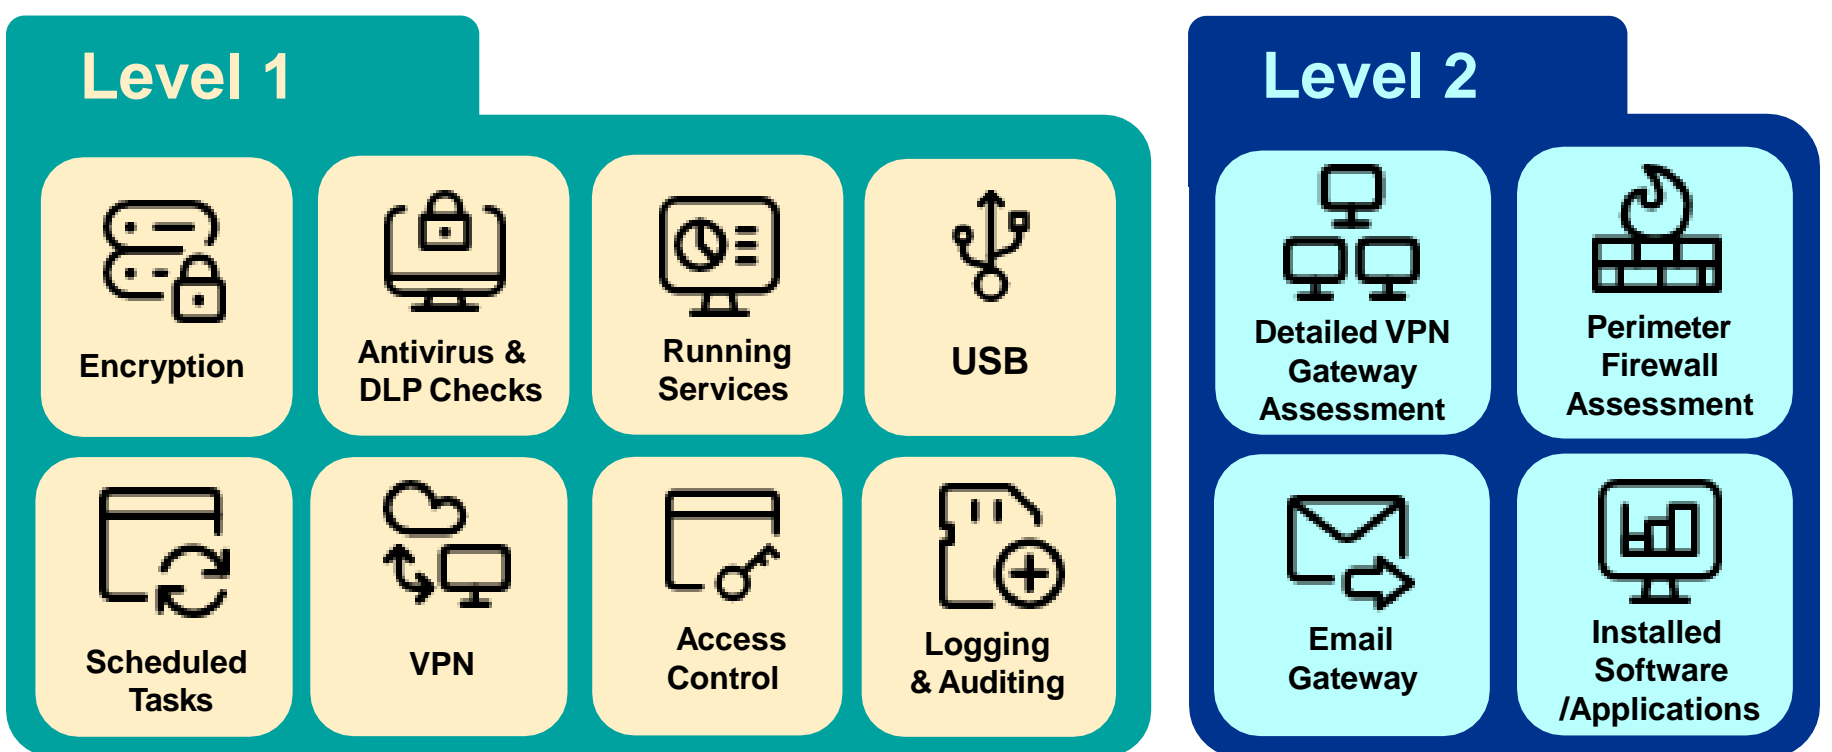 Level 1
Encryption
Antivirus &
DLP Checks
Running
Services
USB
Scheduled
Tasks
VPN
Access
Control
Logging
& Auditing
Level 2
Detailed VPN
Gateway
Assessment
Perimeter
Firewall
Assessment
Email
Gateway
Installed
Software
/Applications